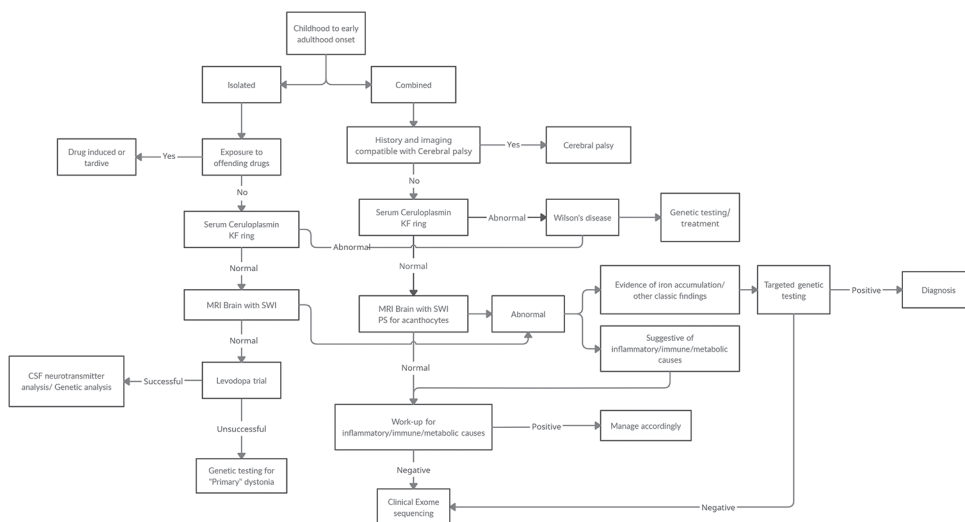 Childhood to early
adulthood onset
Isolated
Combined
History and imaging
compatible with Cerebral palsy
Yes
Cerebral palsy
Drug induced or
tardive
Yes
Exposure to
offending drugs
No
No
Serum Ceruloplasmin
KF ring
Abnormal
Wilson's disease
Genetic testing/
treatment
Serum Ceruloplasmin
KF ring
Abnormal
Normal
Normal
MRI Brain with SWI
MRI Brain with SWI
PS for acanthocytes
Abnormal
Evidence of iron accumulation/
other classic findings
Targeted genetic
testing
Positive
Diagnosis
Suggestive of
inflammatory/immune/metabolic
causes
Normal
Normal
CSF neurotransmitter
analysis/ Genetic analysis
Successful
Levodopa trial
Unsuccessful
Work-up for
inflammatory/immune/metabolic causes
Positive
Manage accordingly
Genetic testing for
"Primary" dystonia
Negative
Clinical Exome
sequencing
Negative